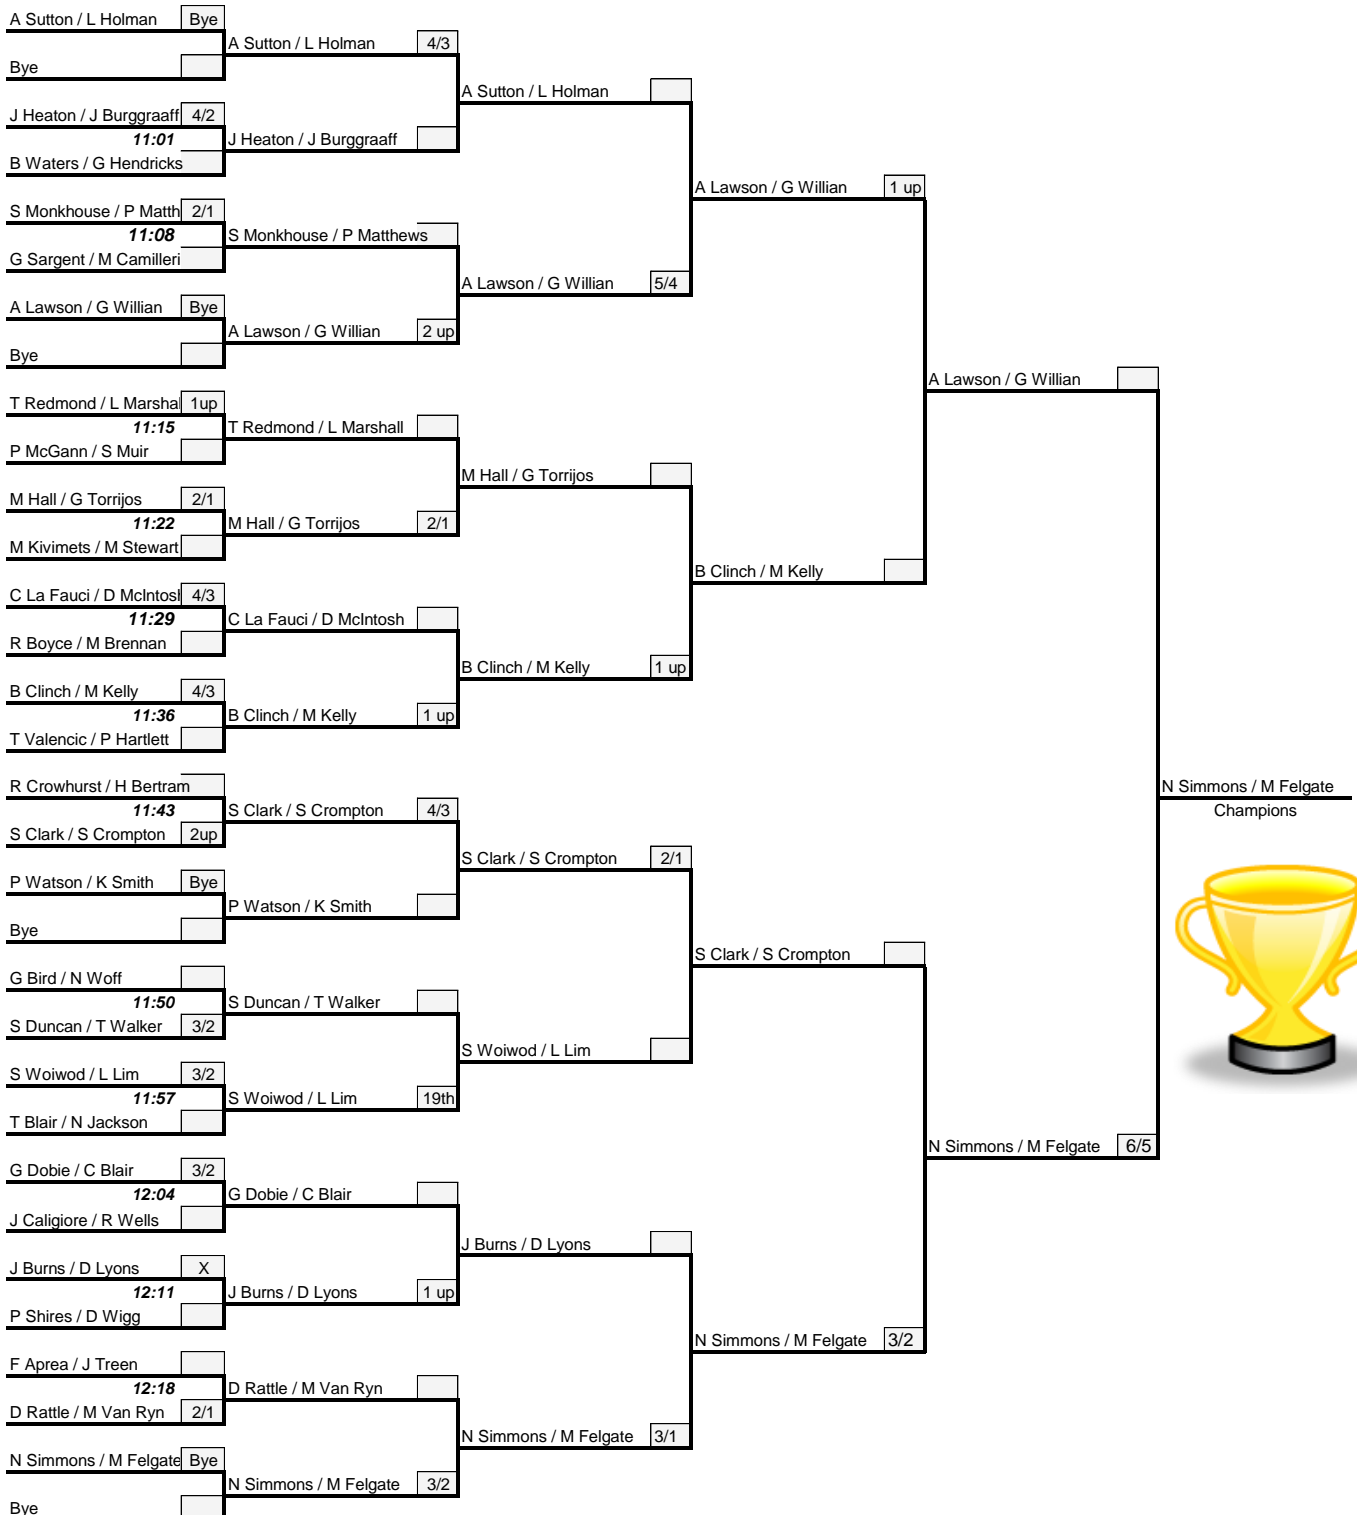 A Sutton / L Holman Bye
A Sutton / L Holman 4/3
Bye
A Sutton / L Holman
J Heaton / J Burggraaff 4/2
11:01 J Heaton / J Burggraaff
B Waters / G Hendricks
A Lawson / G Willian 1 up
S Monkhouse / P Matth 2/1
11:08 S Monkhouse / P Matthews
G Sargent / M Camilleri
A Lawson / G Willian 5/4
A Lawson / G Willian Bye
A Lawson / G Willian 2 up
Bye
A Lawson / G Willian
T Redmond / L Marshal 1up
11:15 T Redmond / L Marshall
P McGann / S Muir
M Hall / G Torrijos
M Hall / G Torrijos 2/1
11:22 M Hall / G Torrijos 2/1
M Kivimets / M Stewart
B Clinch / M Kelly
C La Fauci / D McIntosh 4/3
11:29 C La Fauci / D McIntosh
R Boyce / M Brennan
B Clinch / M Kelly 1 up
B Clinch / M Kelly 4/3
11:36 B Clinch / M Kelly 1 up
T Valencic / P Hartlett
R Crowhurst / H Bertram
N Simmons / M Felgate
11:43 S Clark / S Crompton 4/3
Champions
S Clark / S Crompton 2up
S Clark / S Crompton 2/1
P Watson / K Smith Bye
P Watson / K Smith
Bye
S Clark / S Crompton
G Bird / N Woff
11:50 S Duncan / T Walker
S Duncan / T Walker 3/2
S Woiwod / L Lim
S Woiwod / L Lim 3/2
11:57 S Woiwod / L Lim 19th
T Blair / N Jackson
N Simmons / M Felgate 6/5
G Dobie / C Blair 3/2
12:04 G Dobie / C Blair
J Caligiore / R Wells
J Burns / D Lyons
J Burns / D Lyons X
12:11 J Burns / D Lyons 1 up
P Shires / D Wigg
N Simmons / M Felgate 3/2
F Aprea / J Treen
12:18 D Rattle / M Van Ryn
D Rattle / M Van Ryn 2/1
N Simmons / M Felgate 3/1
N Simmons / M Felgate Bye
N Simmons / M Felgate 3/2
Bye